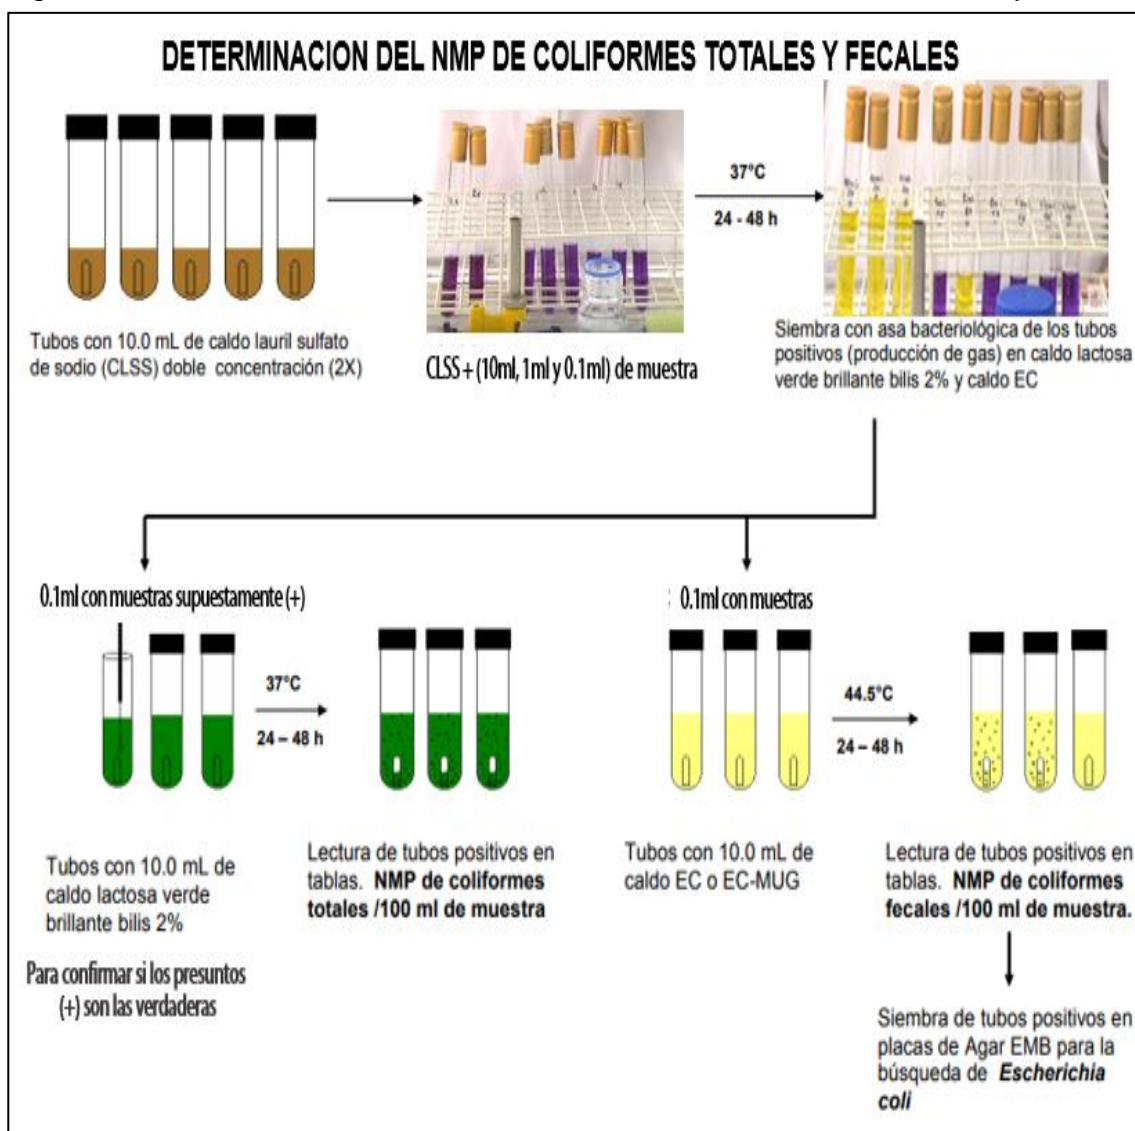 DETERMINACION DEL NMP DE COLIFORMES TOTALES Y FECALES
Tubos con 10.0 mL de caldo lauril sulfato
de sodio (CLSS) doble concentración (2X)
CLSS + (10ml, 1ml y 0.1ml) de muestra
37°C
24 - 48 h
Siembra con asa bacteriológica de los tubos
positivos (producción de gas) en caldo lactosa
verde brillante bilis 2% y caldo EC
0.1ml con muestras supuestamente (+)
37°C
24 – 48 h
Tubos con 10.0 mL de
caldo lactosa verde
brillante bilis 2%
Para confirmar si los presuntos
(+) son las verdaderas
Lectura de tubos positivos en
tablas. NMP de coliformes
totales /100 ml de muestra
0.1ml con muestras
44.5°C
24 – 48 h
Tubos con 10.0 mL de
caldo EC o EC-MUG
Lectura de tubos positivos en
tablas. NMP de coliformes
fecales /100 ml de muestra.
Siembra de tubos positivos en
placas de Agar EMB para la
búsqueda de Escherichia
coli